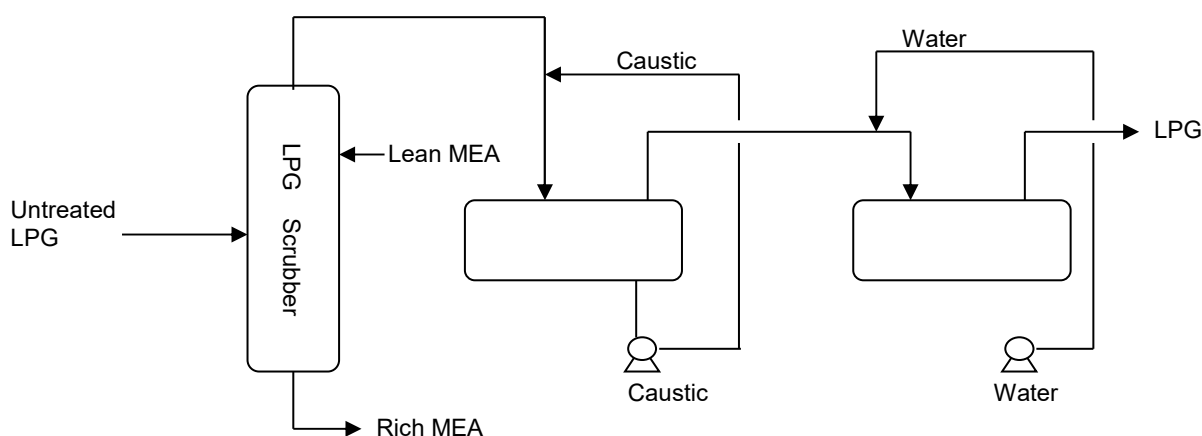 Water
Caustic
LPG
Lean MEA
LPG Scrubber
Untreated
LPG
Caustic
Water
Rich MEA